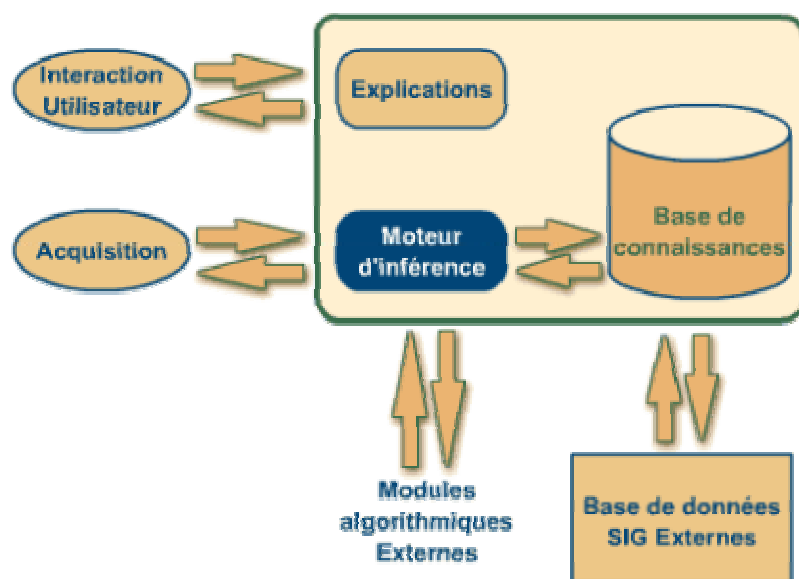 Interaction
Utilisateur
Explications
Acquisition
Moteur
d'inférence
Base de
connaissances
Modules
algorithmiques
Externes
Base de données
SIG Externes